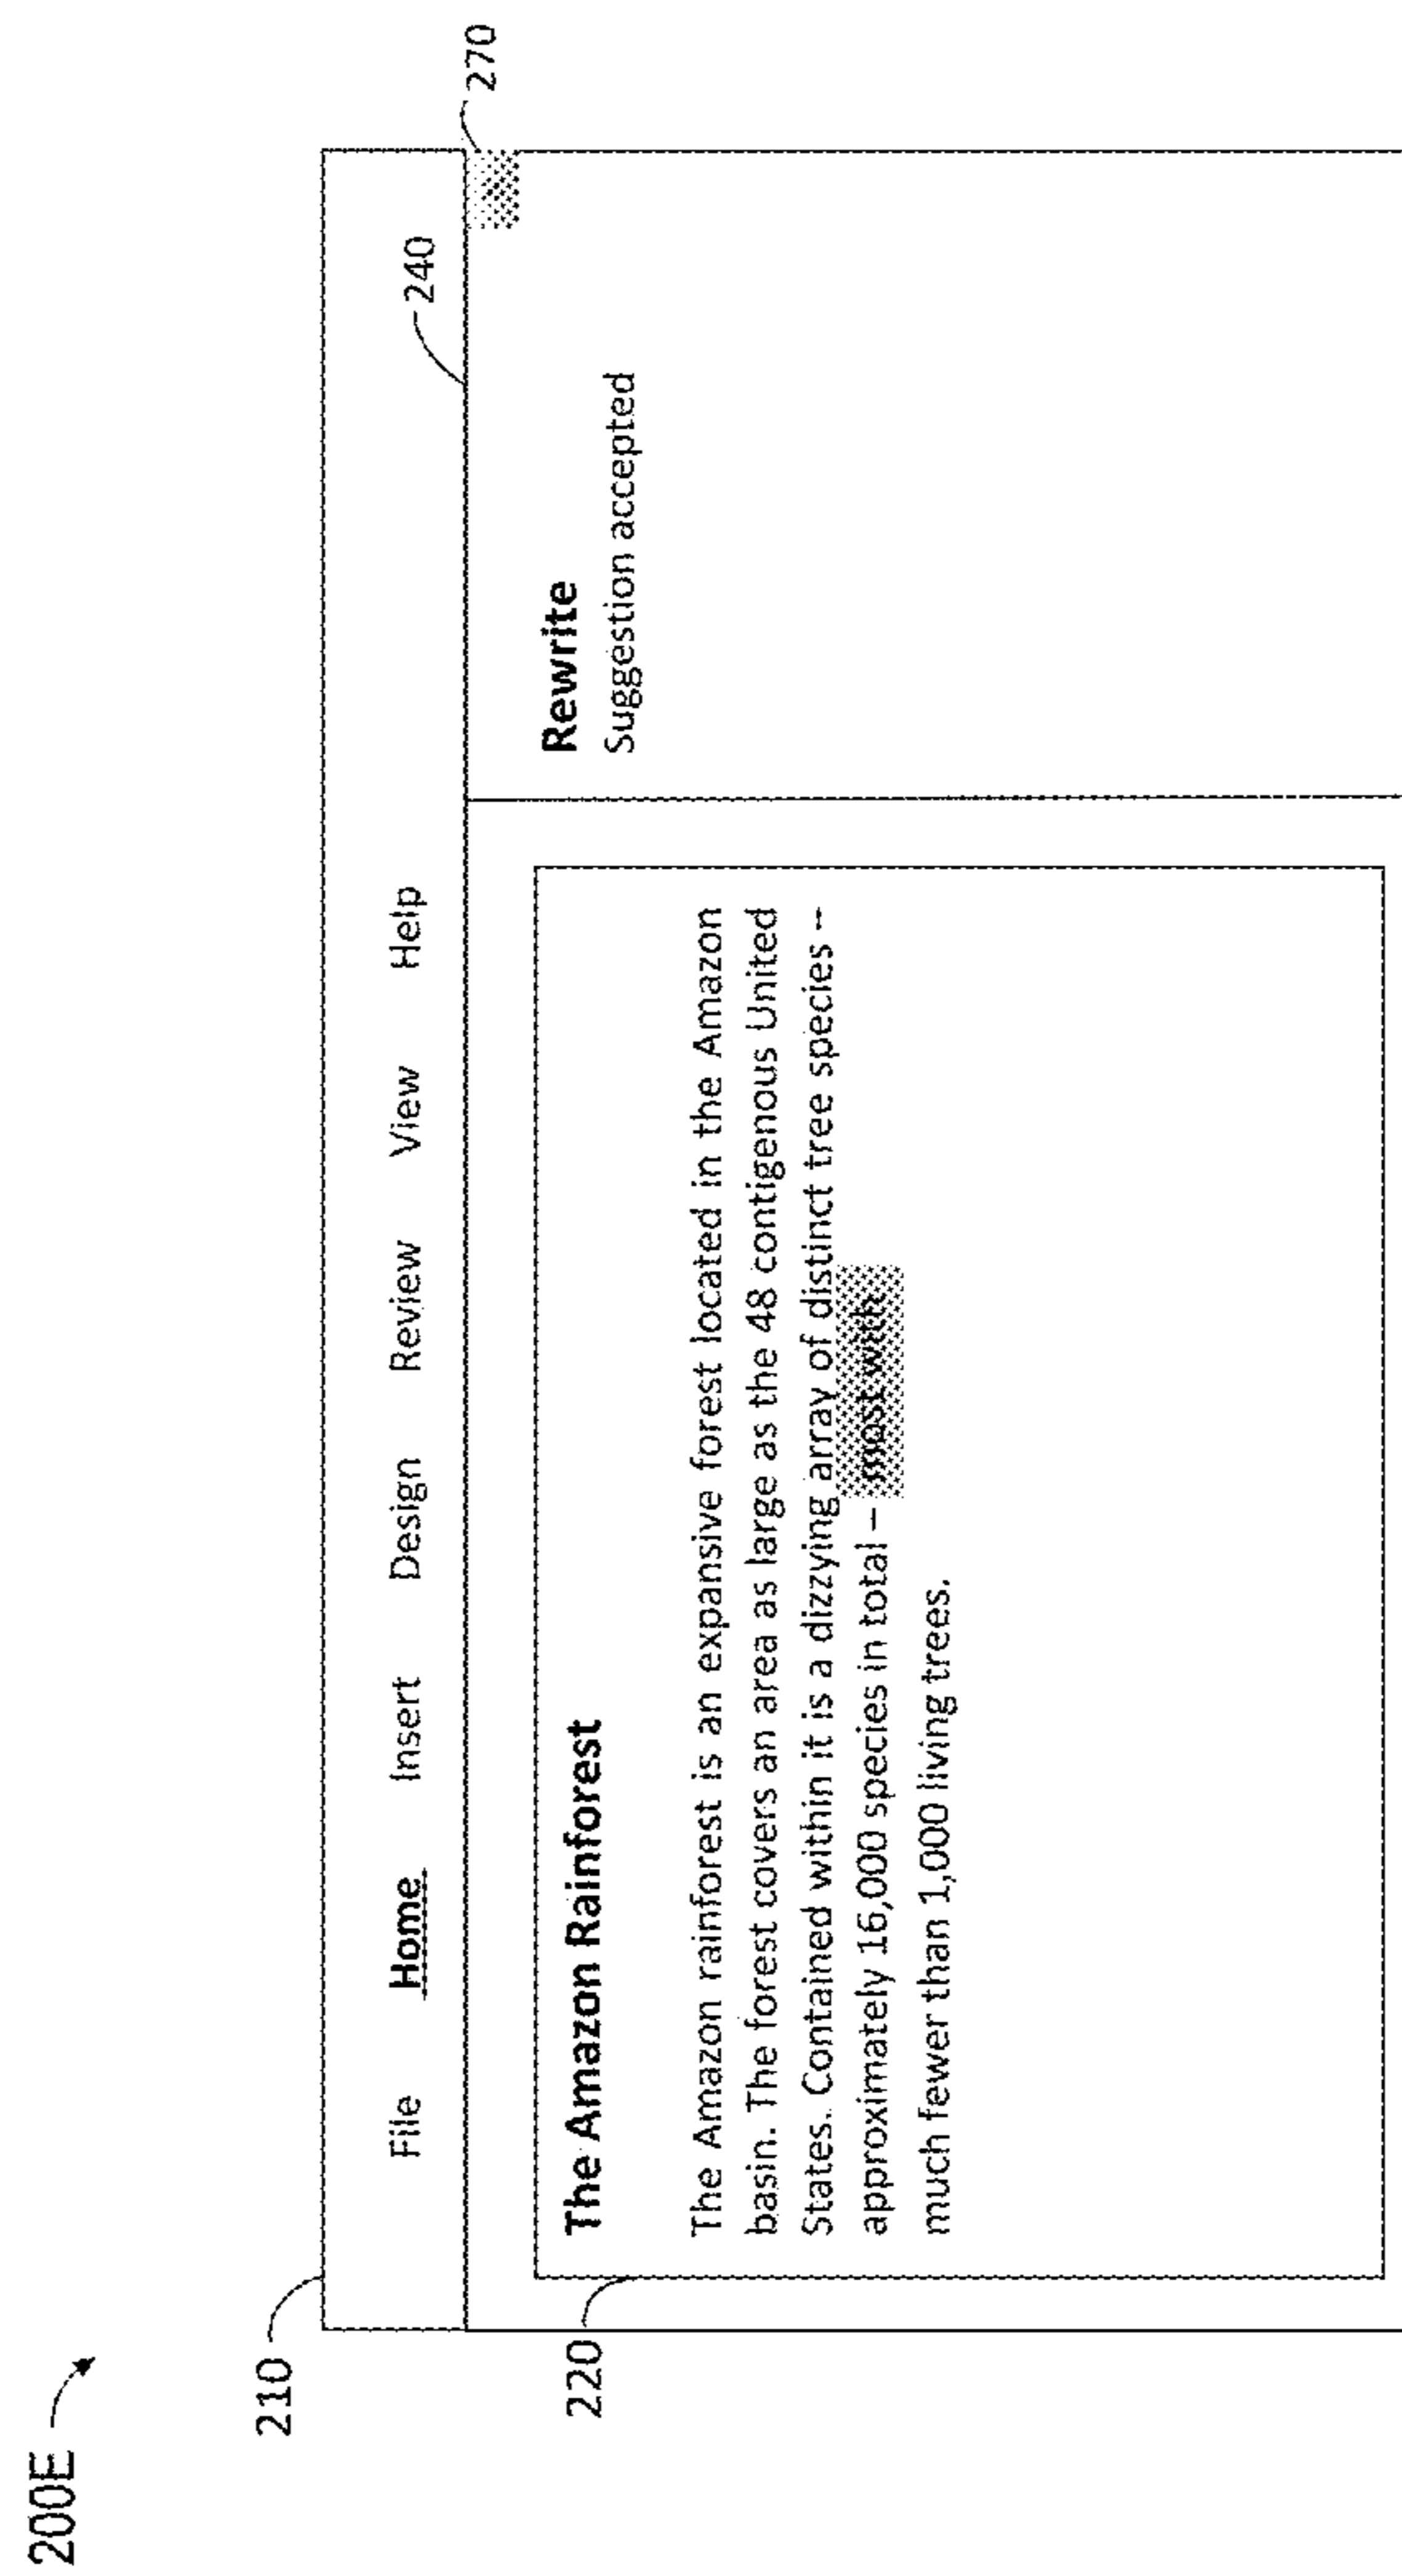 200E
210
File Home Insert Design Review View Help
240
270
220
The Amazon Rainforest
The Amazon rainforest is an expansive forest located in the Amazon
basin. The forest covers an area as large as the 48 contigenous United
States. Contained within it is a dizzying array of distinct tree species --
approximately 16,000 species in total – most with
much fewer than 1,000 living trees.
Rewrite
Suggestion accepted